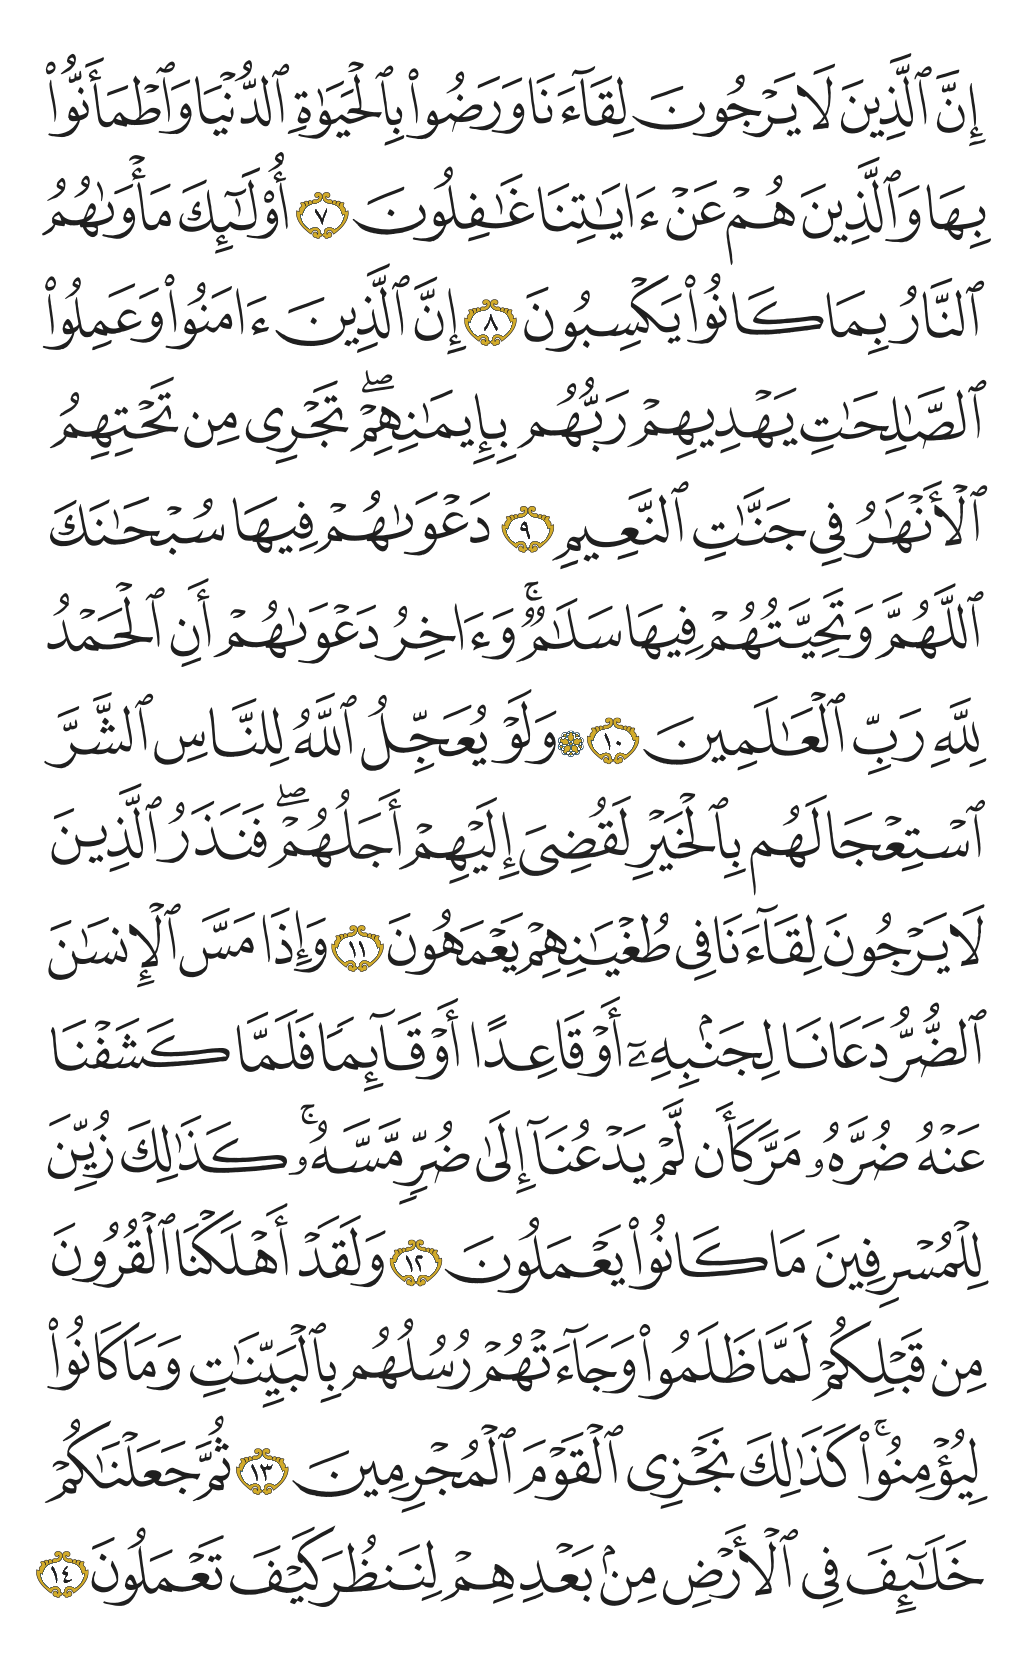 إِنَّ ٱلَّذِينَ لَا يَرۡجُونَ لِقَآءَنَا وَرَضُواْ بِٱلۡحَيَوٰةِ ٱلدُّنۡيَا وَٱطۡمَأَنُّواْ
بِهَا وَٱلَّذِينَ هُمۡ عَنۡ ءَايَٰتِنَا غَٰفِلُونَ ٧ أُوْلَٰٓئِكَ مَأۡوَىٰهُمُ
ٱلنَّارُ بِمَا كَانُواْ يَكۡسِبُونَ ٨ إِنَّ ٱلَّذِينَ ءَامَنُواْ وَعَمِلُواْ
ٱلصَّٰلِحَٰتِ يَهۡدِيهِمۡ رَبُّهُم بِإِيمَٰنِهِمۡۖ تَجۡرِي مِن تَحۡتِهِمُ
ٱلۡأَنۡهَٰرُ فِي جَنَّٰتِ ٱلنَّعِيمِ ٩ دَعۡوَىٰهُمۡ فِيهَا سُبۡحَٰنَكَ
ٱللَّهُمَّ وَتَحِيَّتُهُمۡ فِيهَا سَلَٰمٞۚ وَءَاخِرُ دَعۡوَىٰهُمۡ أَنِ ٱلۡحَمۡدُ
لِلَّهِ رَبِّ ٱلۡعَٰلَمِينَ ١٠ ۞ وَلَوۡ يُعَجِّلُ ٱللَّهُ لِلنَّاسِ ٱلشَّرَّ
ٱسۡتِعۡجَالَهُم بِٱلۡخَيۡرِ لَقُضِيَ إِلَيۡهِمۡ أَجَلُهُمۡۖ فَنَذَرُ ٱلَّذِينَ
لَا يَرۡجُونَ لِقَآءَنَا فِي طُغۡيَٰنِهِمۡ يَعۡمَهُونَ ١١ وَإِذَا مَسَّ ٱلۡإِنسَٰنَ
ٱلضُّرُّ دَعَانَا لِجَنۢبِهِۦٓ أَوۡ قَاعِدًا أَوۡ قَآئِمٗا فَلَمَّا كَشَفۡنَا
عَنۡهُ ضُرَّهُۥ مَرَّ كَأَن لَّمۡ يَدۡعُنَآ إِلَىٰ ضُرّٖ مَّسَّهُۥۚ كَذَٰلِكَ زُيِّنَ
لِلۡمُسۡرِفِينَ مَا كَانُواْ يَعۡمَلُونَ ١٢ وَلَقَدۡ أَهۡلَكۡنَا ٱلۡقُرُونَ
مِن قَبۡلِكُمۡ لَمَّا ظَلَمُواْ وَجَآءَتۡهُمۡ رُسُلُهُم بِٱلۡبَيِّنَٰتِ وَمَا كَانُواْ
لِيُؤۡمِنُواْۚ كَذَٰلِكَ نَجۡزِي ٱلۡقَوۡمَ ٱلۡمُجۡرِمِينَ ١٣ ثُمَّ جَعَلۡنَٰكُمۡ
خَلَٰٓئِفَ فِي ٱلۡأَرۡضِ مِنۢ بَعۡدِهِمۡ لِنَنظُرَ كَيۡفَ تَعۡمَلُونَ ١٤